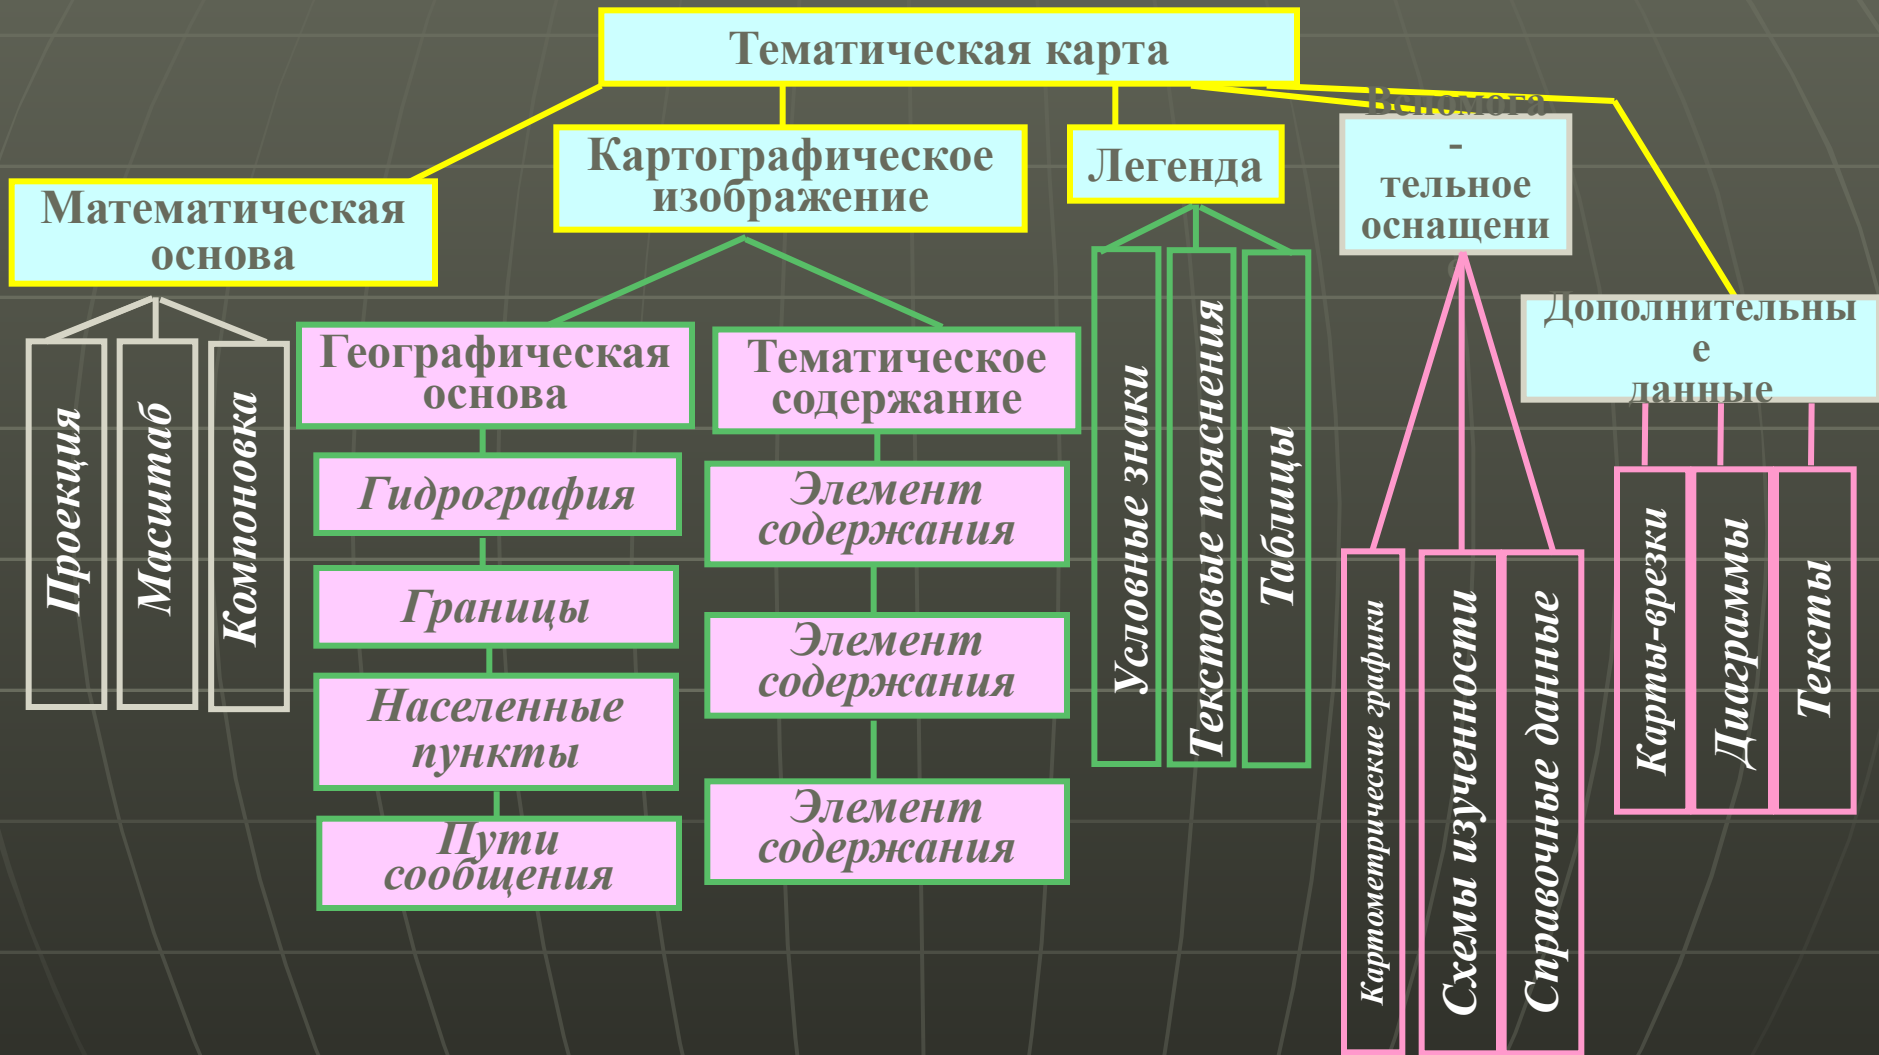 Тематическая карта
Математическая
основа
Проекция
Масштаб
Компоновка
Картографическое
изображение
Географическая
основа
Гидрография
Границы
Населенные
пункты
Пути
сообщения
Тематическое
содержание
Элемент
содержания
Элемент
содержания
Элемент
содержания
Легенда
Условные знаки
Текстовые пояснения
Таблицы
Вспомога
-
тельное
оснащени
е
Картометрические графики
Схемы изученности
Справочные данные
Дополнительны
е
данные
Карты-врезки
Диаграммы
Тексты